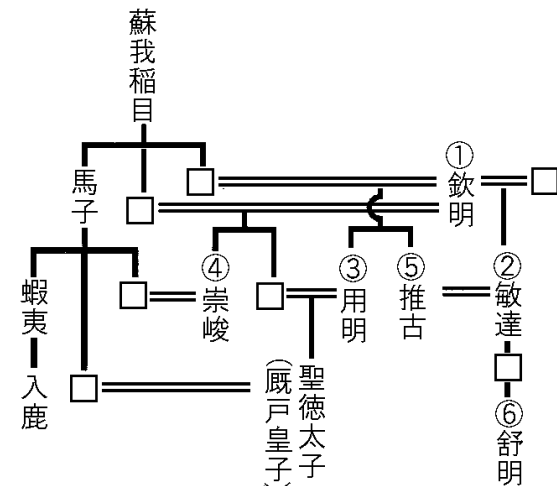 蘇我稲目
①欽明
馬子
④崇峻
③用明
⑤推古
②敏達
蝦夷
入鹿
聖徳太子
(厩戸皇子)
⑥舒明